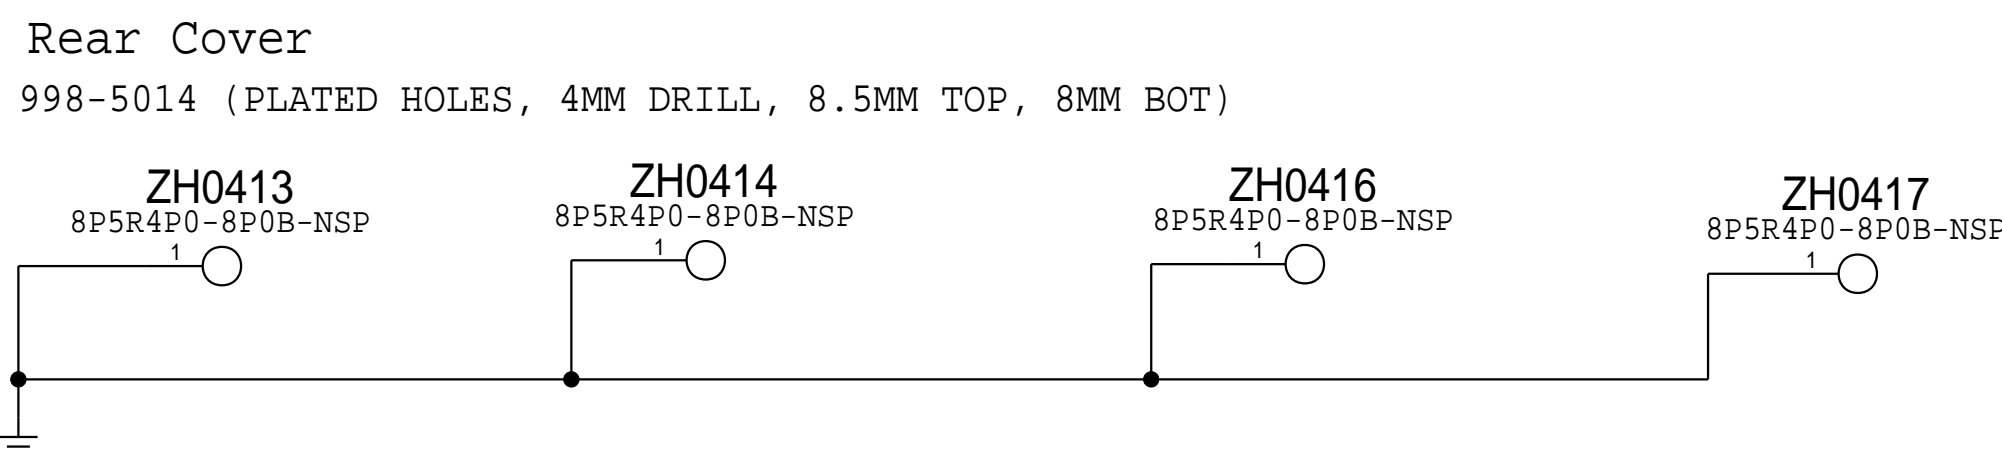 Rear Cover
998-5014 (PLATED HOLES, 4MM DRILL, 8.5MM TOP, 8MM BOT)
ZH0413
8P5R4P0-8P0B-NSP
1
ZH0414
8P5R4P0-8P0B-NSP
1
ZH0416
8P5R4P0-8P0B-NSP
1
ZH0417
8P5R4P0-8P0B-NSP
1